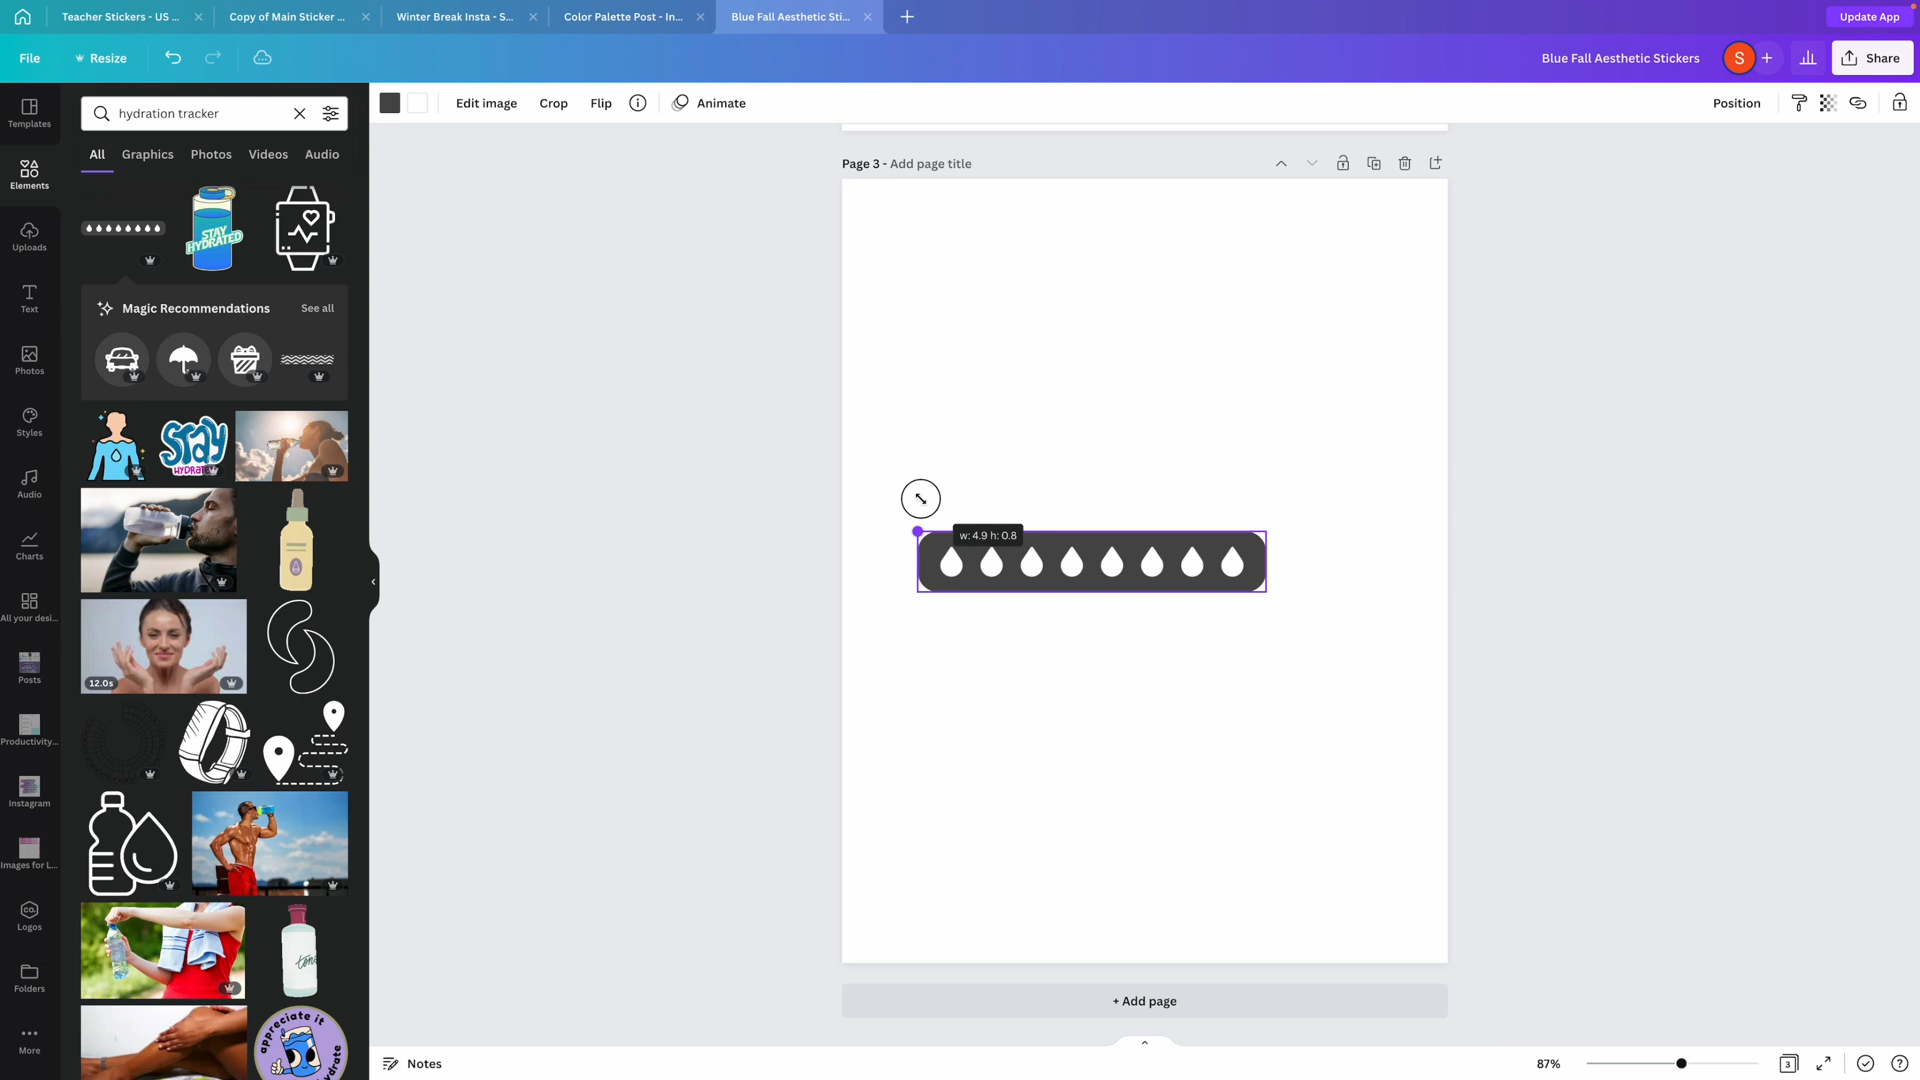 Teacher Stickers - US ...
Copy of Main Sticker ...
Winter Break Insta - S...
Color Palette Post - In...
Blue Fall Aesthetic Sti...
Update App
File
Resize
Blue Fall Aesthetic Stickers
S
Share
Templates
Elements
Uploads
Text
Photos
Styles
Audio
Charts
All your desi...
Posts
Productivity...
Instagram
Images for L...
CO.
Logos
Folders
More
hydration tracker
All
Graphics
Photos
Videos
Audio
STAY
HYDRATED
Magic Recommendations
See all
Stay
HYDRATE
12.0s
appreciate it
Edit image
Crop
Flip
Animate
Position
Page 3 - Add page title
w: 4.9 h: 0.8
+ Add page
Notes
87%
3